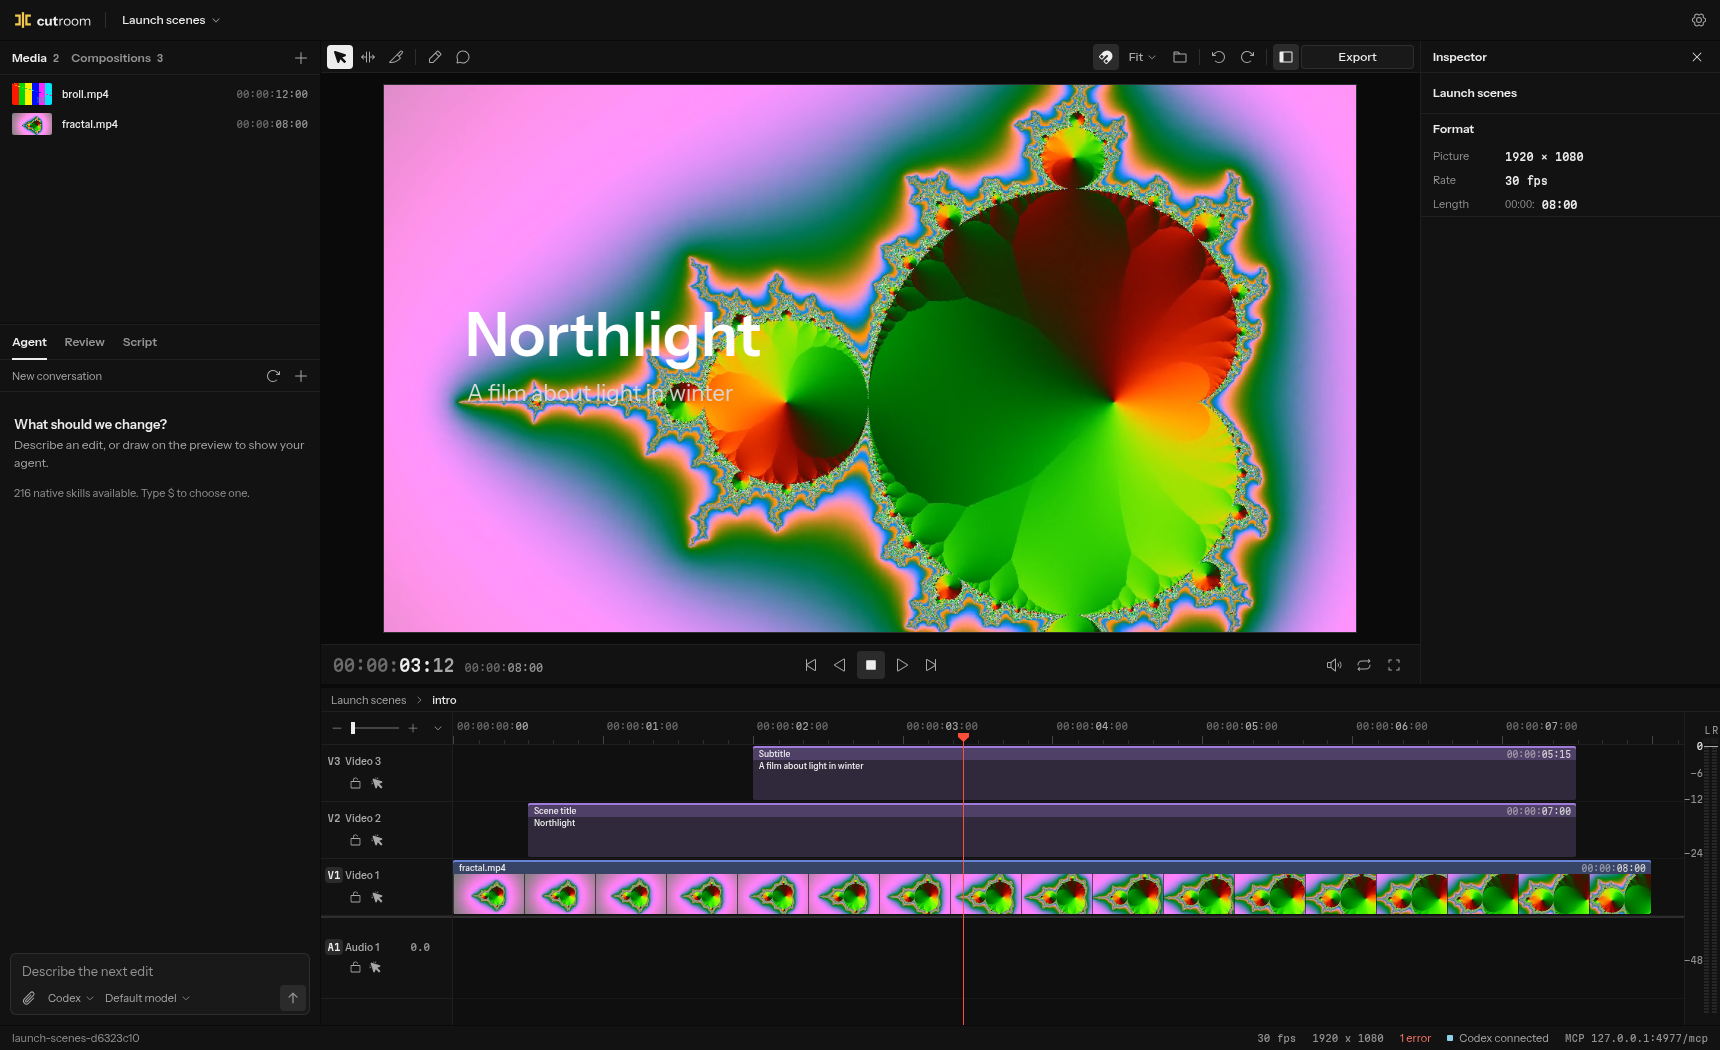 cutroom
Launch scenes
Media 2
Compositions 3
broll.mp4
00:00:12:00
fractal.mp4
00:00:08:00
Agent
Review
Script
New conversation
What should we change?
Describe an edit, or draw on the preview to show your
agent.
216 native skills available. Type $ to choose one.
Describe the next edit
Codex
Default model
Fit
Export
Northlight
A film about light in winter
00:00:03:12
00:00:08:00
Inspector
Launch scenes
Format
Picture
1920 × 1080
Rate
30 fps
Length
00:00:08:00
Launch scenes
intro
00:00:00:00
00:00:01:00
00:00:02:00
00:00:03:00
00:00:04:00
00:00:05:00
00:00:06:00
00:00:07:00
V3 Video 3
Subtitle
00:00:05:15
A film about light in winter
V2 Video 2
Scene title
00:00:07:00
Northlight
V1 Video 1
fractal.mp4
00:00:08:00
A1 Audio 1
0.0
L R
0
-6
-12
-24
-48
launch-scenes-d6323c10
30 fps
1920 x 1080
1 error
Codex connected
MCP 127.0.0.1:4977/mcp